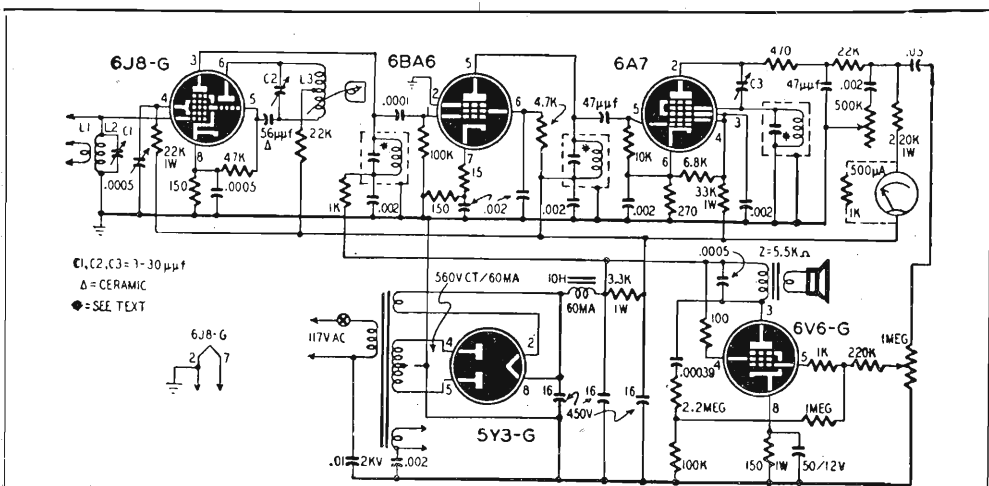 6J8-G
6BA6
6A7
3
6
4
5
8
C2
L3
56µµf
Δ
22K
L1
L2
C1
.0005
22K
1W
150
47K
.0005
.0001
100K
1K
.002
5
2
6
7
15
150
.002
4.7K
47µµf
.002
2
5
6
4
3
10K
6.8K
.002
270
33K
1W
.002
C3
470
47µµf
22K
.002
500K
.05
220K
1W
500µA
1K
C1, C2, C3 = 3-30µµf
Δ = CERAMIC
* = SEE TEXT
6J8-G
2
7
117V AC
.01
2KV
.002
560V CT/60MA
4
5
2
8
5Y3-G
10H
60MA
3.3K
1W
16
16
16
450V
.0005
Z=5.5KΩ
100
3
4
5
8
6V6-G
1K
220K
1MEG
.00039
2.2MEG
1MEG
100K
150
1W
50/12V